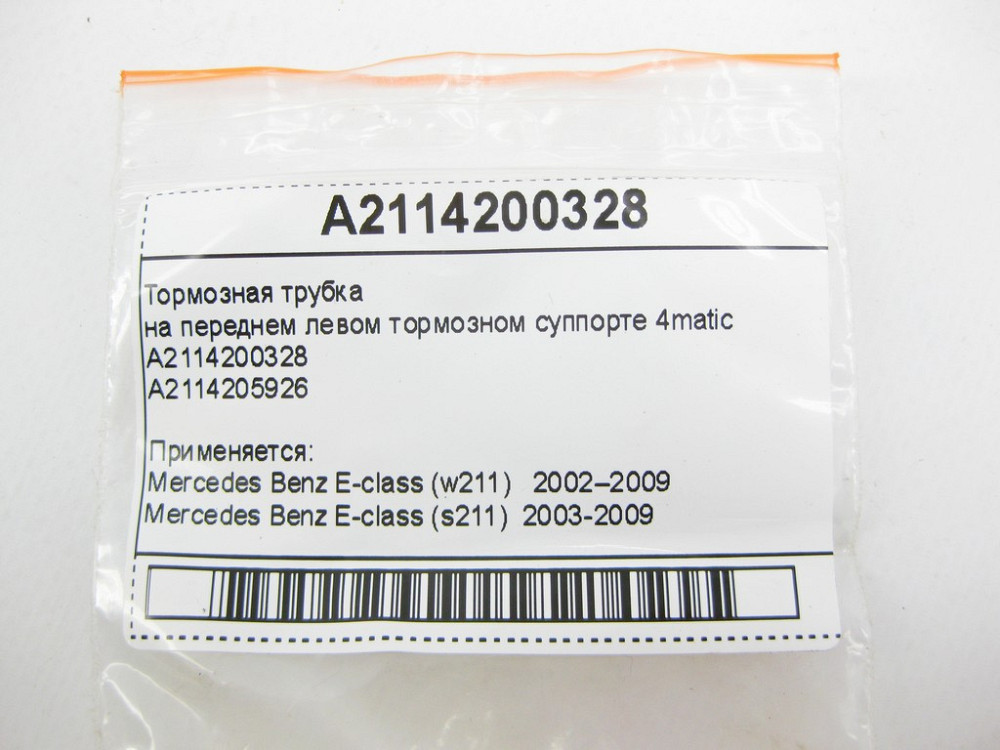 A2114200328
Тормозная трубка
на переднем левом тормозном суппорте 4matic
A2114200328
A2114205926
Применяется:
Mercedes Benz E-class (w211) 2002–2009
Mercedes Benz E-class (s211) 2003-2009